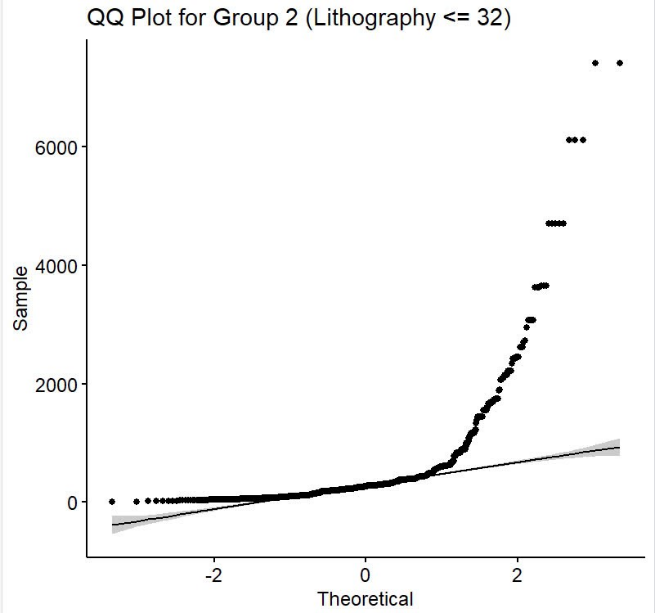 QQ Plot for Group 2 (Lithography <= 32)
6000
4000
2000
0
Sample
-2 0 2
Theoretical